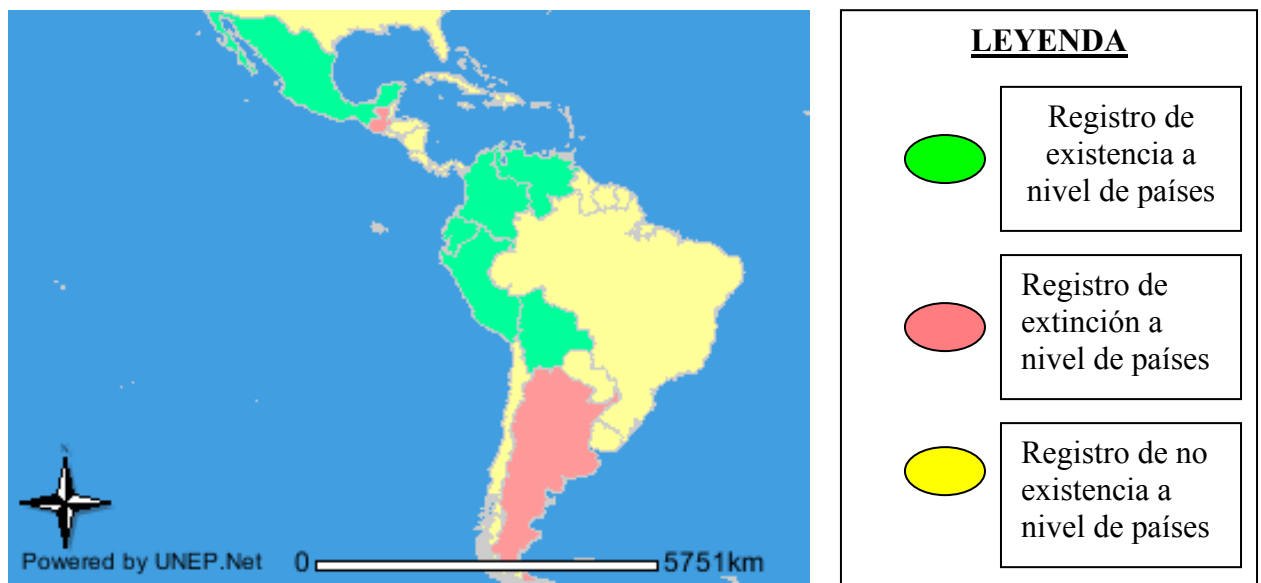 N
Powered by UNEP.Net
0
5751km
LEYENDA
Registro de
existencia a
nivel de países
Registro de
extinción a
nivel de países
Registro de no
existencia a
nivel de países